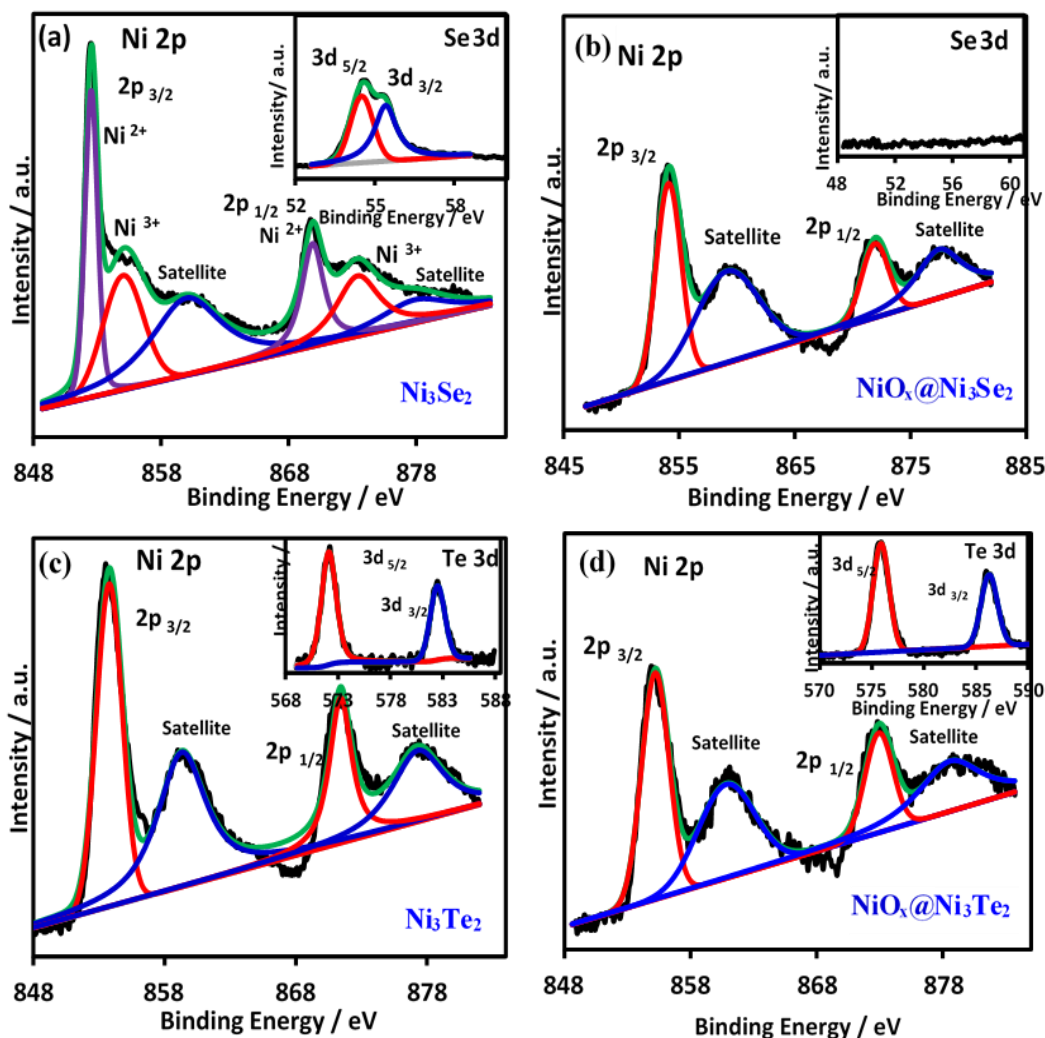 (a) Ni 2p
2p 3/2
Ni 2+
Ni 3+
Satellite
2p 1/2
Ni 2+
Ni 3+
Satellite
Ni3Se2
Intensity/ a.u.
848 858 868 878
Binding Energy / eV
Se 3d
3d 5/2
3d 3/2
Intensity/ a.u.
52 55 58
Binding Energy / eV
(b) Ni 2p
2p 3/2
Satellite
2p 1/2
Satellite
NiOx@Ni3Se2
Intensity/ a.u.
845 855 865 875 885
Binding Energy / eV
Se 3d
Intensity/ a.u.
48 52 56 60
Binding Energy / eV
(c) Ni 2p
2p 3/2
Satellite
2p 1/2
Satellite
Ni3Te2
Intensity/ a.u.
848 858 868 878
Binding Energy / eV
Te 3d
3d 5/2
3d 3/2
Intensity /
568 573 578 583 588
(d) Ni 2p
2p 3/2
Satellite
2p 1/2
Satellite
NiOx@Ni3Te2
Intensity/ a.u.
848 858 868 878
Binding Energy / eV
Te 3d
3d 5/2
3d 3/2
Intensity/ a.u.
570 575 580 585 590
Binding Energy / eV